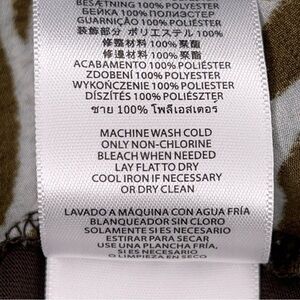 BESÆTNING 100% POLYESTER
БЕЙКА 100% ПОЛИЭСТЕР
GUARNIÇÃO 100% POLIÉSTER
装飾部分 ポリエステル 100%
修整材料 100% 聚酯
修邊材料 100% 聚酯
ACABAMENTO 100% POLIÉSTER
ZDOBENÍ 100% POLYESTER
WYKOŃCZENIE 100% POLIESTER
DÍSZÍTÉS 100% POLIÉSZTER
ชาย 100% โพลีเอสเตอร
MACHINE WASH COLD
ONLY NON-CHLORINE
BLEACH WHEN NEEDED
LAY FLAT TO DRY
COOL IRON IF NECESSARY
OR DRY CLEAN
LAVADO A MÁQUINA CON AGUA FRÍA
BLANQUEADOR SIN CLORO
SOLAMENTE SI ES NECESARIO
ESTIRAR PARA SECAR
USE UNA PLANCHA FRÍA,
SI ES NECESARIO
O LIMPIEZA EN SECO